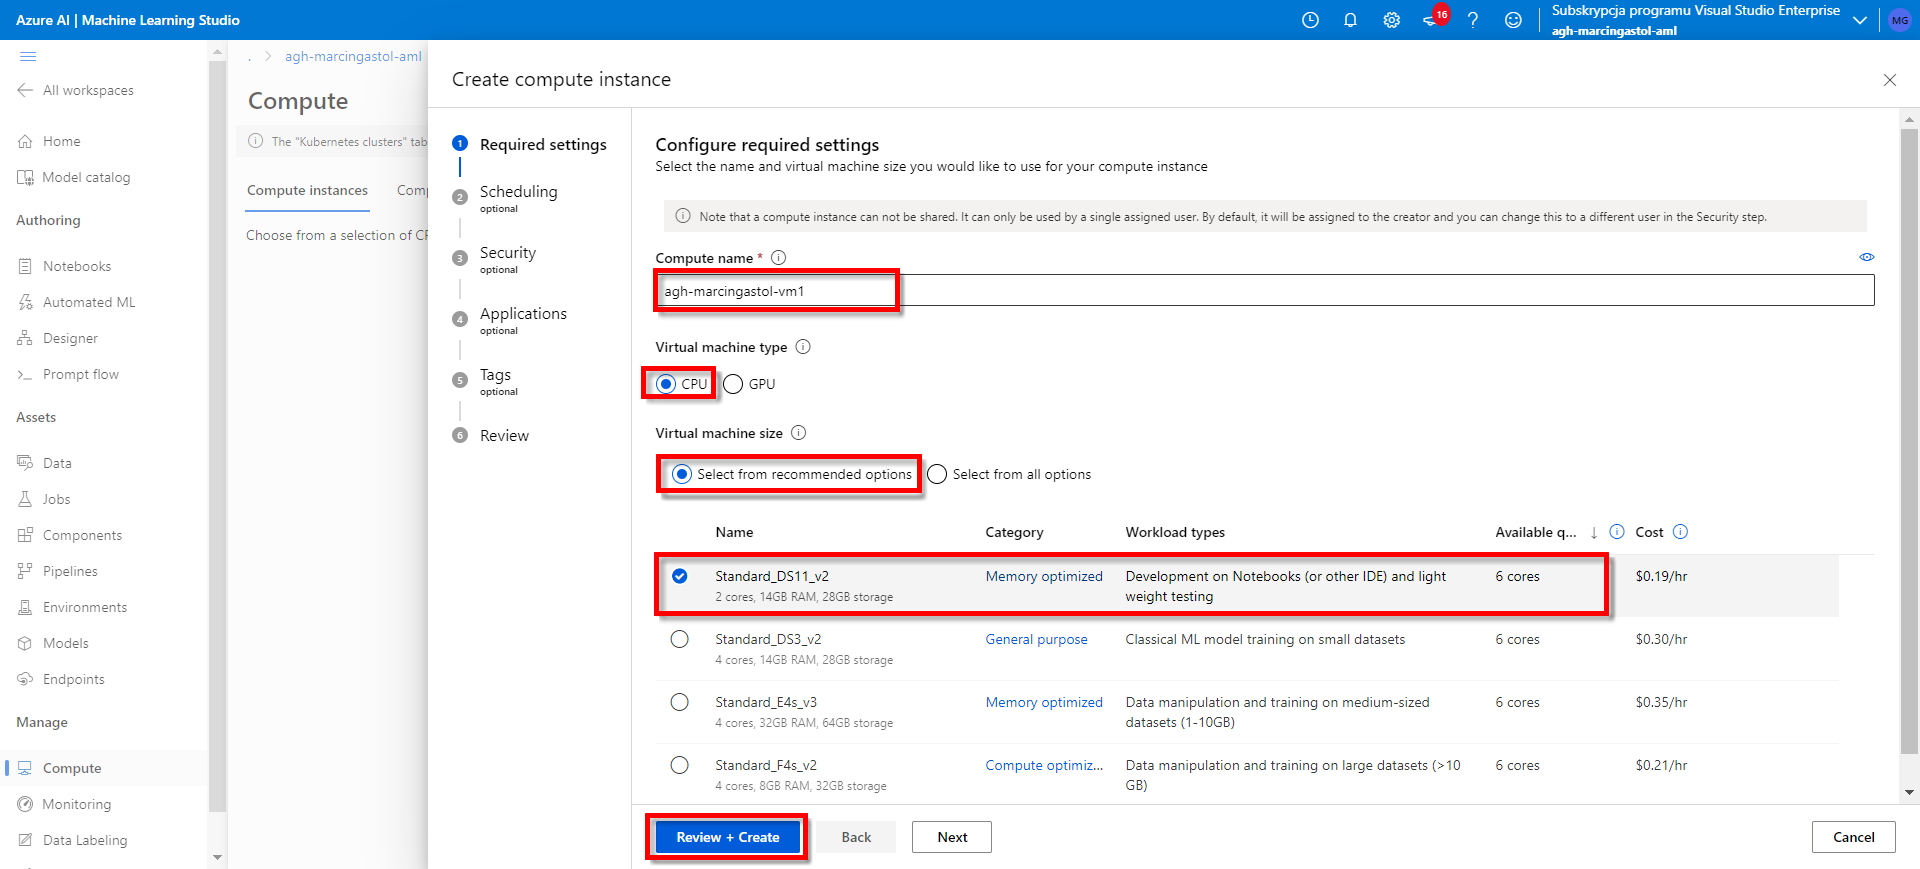 Azure AI | Machine Learning Studio
16
?
Subskrypcja programu Visual Studio Enterprise
agh-marcingastol-aml
MG
All workspaces
Home
Model catalog
Authoring
Notebooks
Automated ML
Designer
Prompt flow
Assets
Data
Jobs
Components
Pipelines
Environments
Models
Endpoints
Manage
Compute
Monitoring
Data Labeling
. > agh-marcingastol-aml
Compute
The "Kubernetes clusters" tab
Compute instances
Choose from a selection of
Create compute instance
1 Required settings
2 Scheduling
optional
3 Security
optional
4 Applications
optional
5 Tags
optional
6 Review
Configure required settings
Select the name and virtual machine size you would like to use for your compute instance
Note that a compute instance can not be shared. It can only be used by a single assigned user. By default, it will be assigned to the creator and you can change this to a different user in the Security step.
Compute name *
agh-marcingastol-vm1
Virtual machine type
CPU GPU
Virtual machine size
Select from recommended options Select from all options
Name Category Workload types Available q... ↓ Cost
Standard_DS11_v2 Memory optimized Development on Notebooks (or other IDE) and light 6 cores $0.19/hr
2 cores, 14GB RAM, 28GB storage weight testing
Standard_DS3_v2 General purpose Classical ML model training on small datasets 6 cores $0.30/hr
4 cores, 14GB RAM, 28GB storage
Standard_E4s_v3 Memory optimized Data manipulation and training on medium-sized 6 cores $0.35/hr
4 cores, 32GB RAM, 64GB storage datasets (1-10GB)
Standard_F4s_v2 Compute optimiz... Data manipulation and training on large datasets (>10 6 cores $0.21/hr
4 cores, 8GB RAM, 32GB storage GB)
Review + Create Back Next Cancel